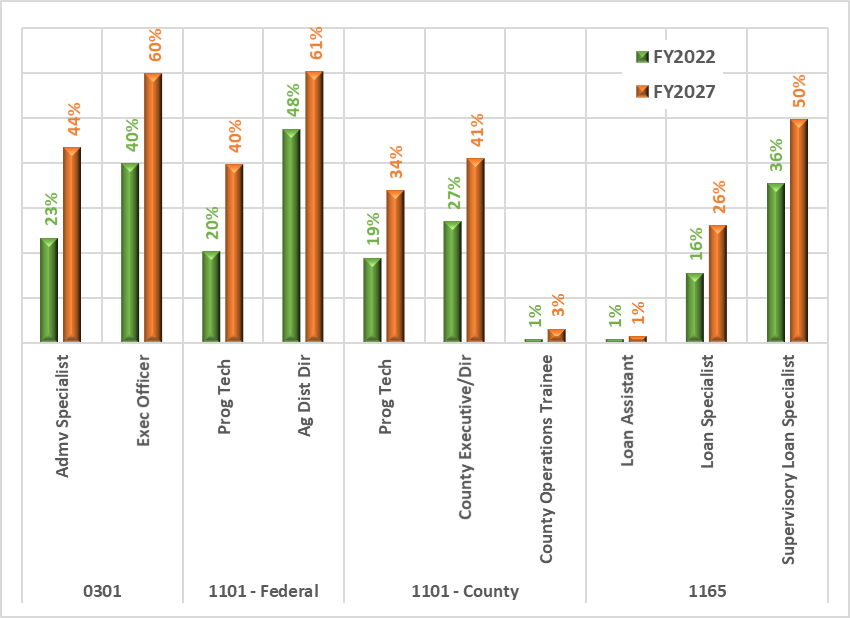 FY2022
FY2027
23%
44%
40%
60%
20%
40%
48%
61%
19%
34%
27%
41%
1%
3%
1%
1%
16%
26%
36%
50%
Admv Specialist
Exec Officer
Prog Tech
Ag Dist Dir
Prog Tech
County Executive/Dir
County Operations Trainee
Loan Assistant
Loan Specialist
Supervisory Loan Specialist
0301
1101 - Federal
1101 - County
1165